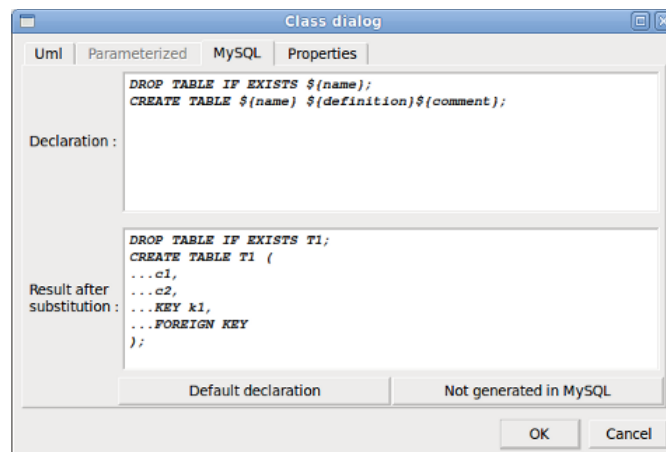 Class dialog
Uml Parameterized MySQL Properties
Declaration :
DROP TABLE IF EXISTS ${name};
CREATE TABLE ${name} ${definition}${comment};
Result after
substitution :
DROP TABLE IF EXISTS T1;
CREATE TABLE T1 (
...c1,
...c2,
...KEY k1,
...FOREIGN KEY
);
Default declaration Not generated in MySQL
OK Cancel